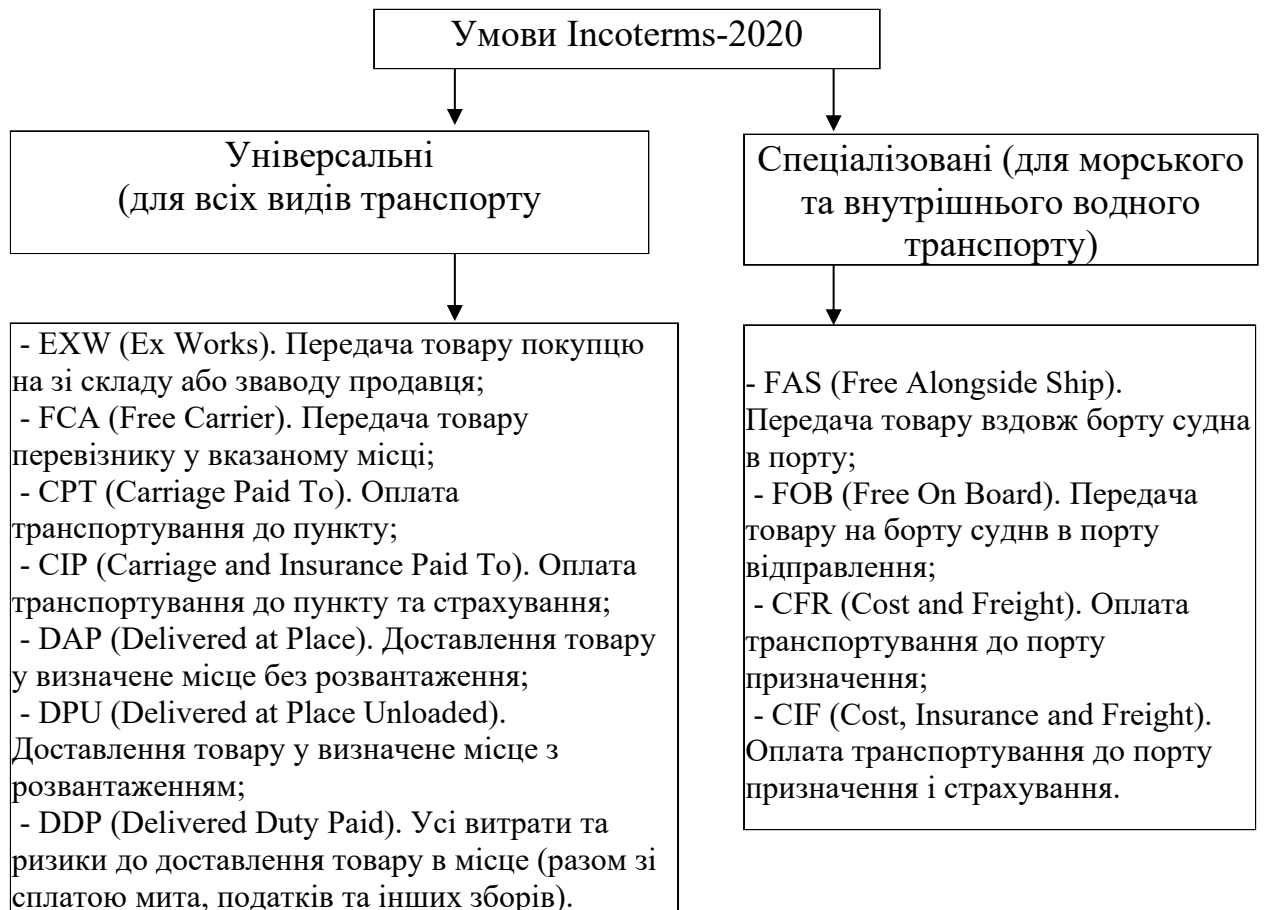 Умови Incoterms-2020
Універсальні
(для всіх видів транспорту
Спеціалізовані (для морського
та внутрішнього водного
транспорту)
- EXW (Ex Works). Передача товару покупцю
на зі складу або зваводу продавця;
- FCA (Free Carrier). Передача товару
перевізнику у вказаному місці;
- CPT (Carriage Paid To). Оплата
транспортування до пункту;
- CIP (Carriage and Insurance Paid To). Оплата
транспортування до пункту та страхування;
- DAP (Delivered at Place). Доставлення товару
у визначене місце без розвантаження;
- DPU (Delivered at Place Unloaded).
Доставлення товару у визначене місце з
розвантаженням;
- DDP (Delivered Duty Paid). Усі витрати та
ризики до доставлення товару в місце (разом зі
сплатою мита, податків та інших зборів).
- FAS (Free Alongside Ship).
Передача товару вздовж борту судна
в порту;
- FOB (Free On Board). Передача
товару на борту суднв в порту
відправлення;
- CFR (Cost and Freight). Оплата
транспортування до порту
призначення;
- CIF (Cost, Insurance and Freight).
Оплата транспортування до порту
призначення і страхування.